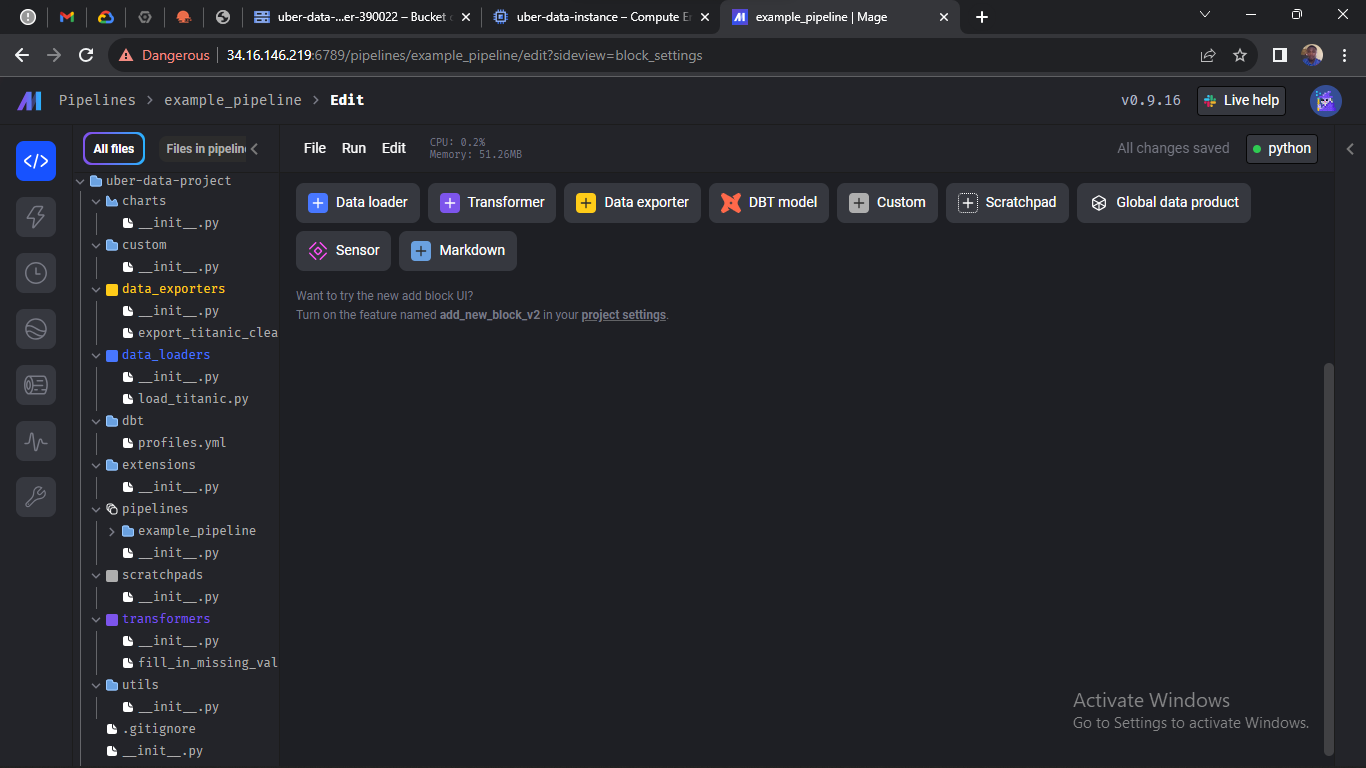 uber-data-...er-390022 – Bucket
uber-data-instance – Compute E
example_pipeline | Mage
Dangerous
34.16.146.219:6789/pipelines/example_pipeline/edit?sideview=block_settings
Pipelines > example_pipeline > Edit
v0.9.16
Live help
All files
Files in pipelin
File
Run
Edit
CPU: 0.2%
Memory: 51.26MB
All changes saved
python
uber-data-project
charts
__init__.py
custom
__init__.py
data_exporters
__init__.py
export_titanic_clea
data_loaders
__init__.py
load_titanic.py
dbt
profiles.yml
extensions
__init__.py
pipelines
example_pipeline
__init__.py
scratchpads
__init__.py
transformers
__init__.py
fill_in_missing_val
utils
__init__.py
.gitignore
__init__.py
Data loader
Transformer
Data exporter
DBT model
Custom
Scratchpad
Global data product
Sensor
Markdown
Want to try the new add block UI?
Turn on the feature named add_new_block_v2 in your project settings.
Activate Windows
Go to Settings to activate Windows.